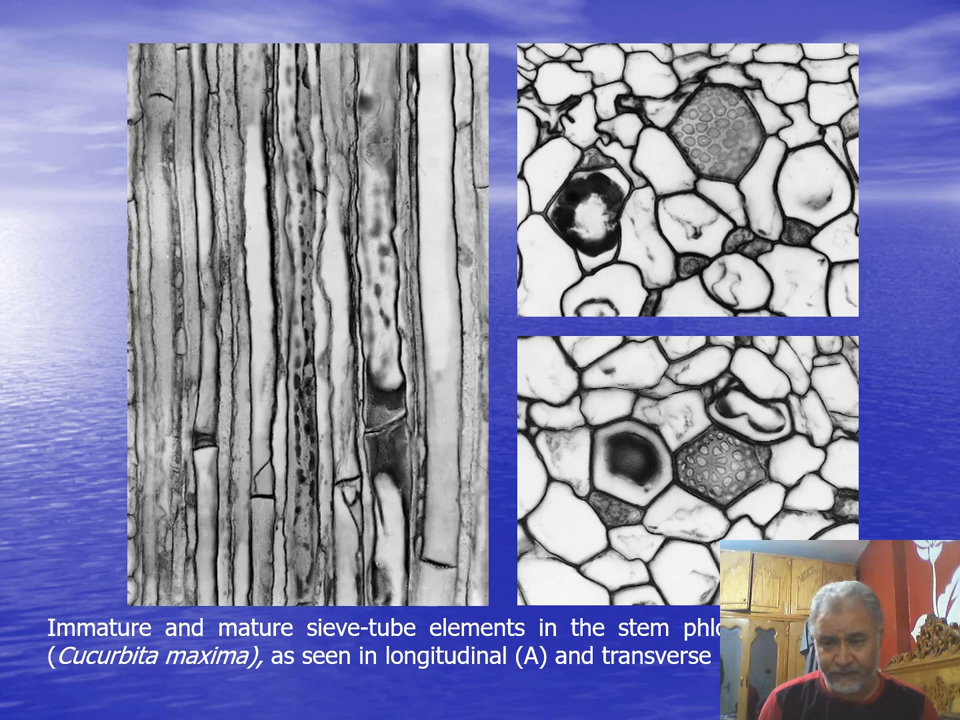 Immature and mature sieve-tube elements in the stem
(Cucurbita maxima), as seen in longitudinal (A) and transverse